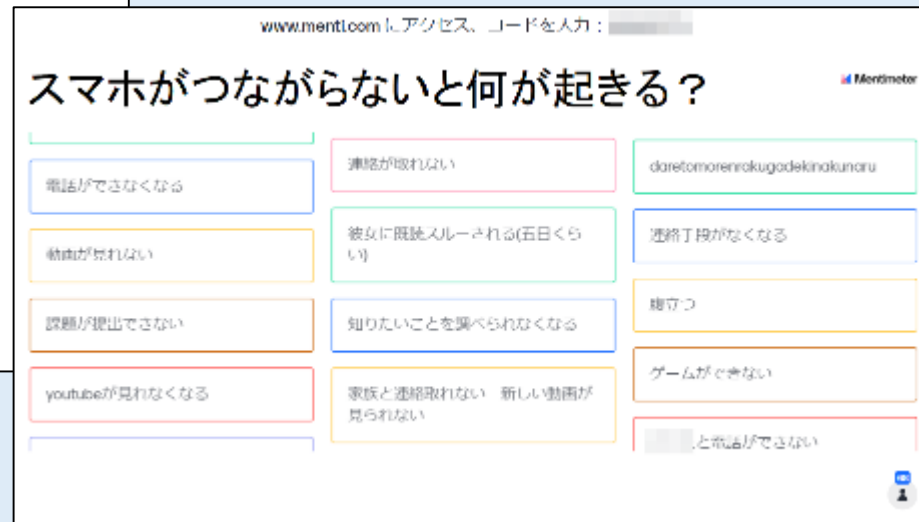 www.menti.com にアクセス、コードを入力：
スマホがつながらないと何が起きる？
Mentimeter
電話ができなくなる
動画が見れない
課題が提出できない
youtubeが見れなくなる
連絡が取れない
彼女に既読スルーされる(五日くら
い)
知りたいことを調べられなくなる
家族と連絡取れない　新しい動画が
見られない
daretomorenrakugadekinakunaru
連絡手段がなくなる
腹立つ
ゲームができない
と電話ができない